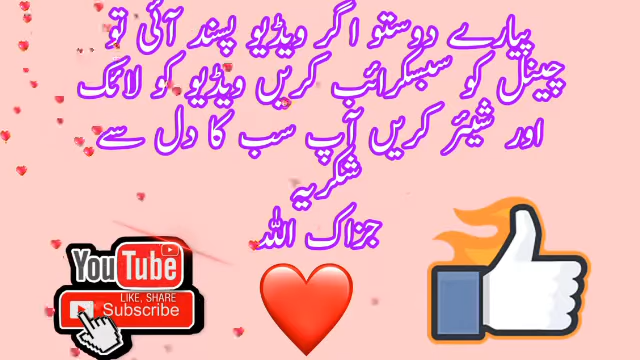 پیارے دوستو اگر ویڈیو پسند آئی تو
چینل کو سبسکرائب کریں ویڈیو کو لائک
اور شیئر کریں آپ سب کا دل سے
شکریہ
جزاک اللہ
YouTube
LIKE, SHARE
Subscribe